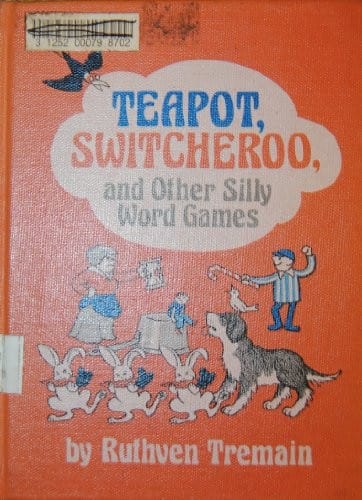 3 1252 00079 8702
TEAPOT,
SWITCHEROO,
and Other Silly
Word Games
by Ruthven Tremain